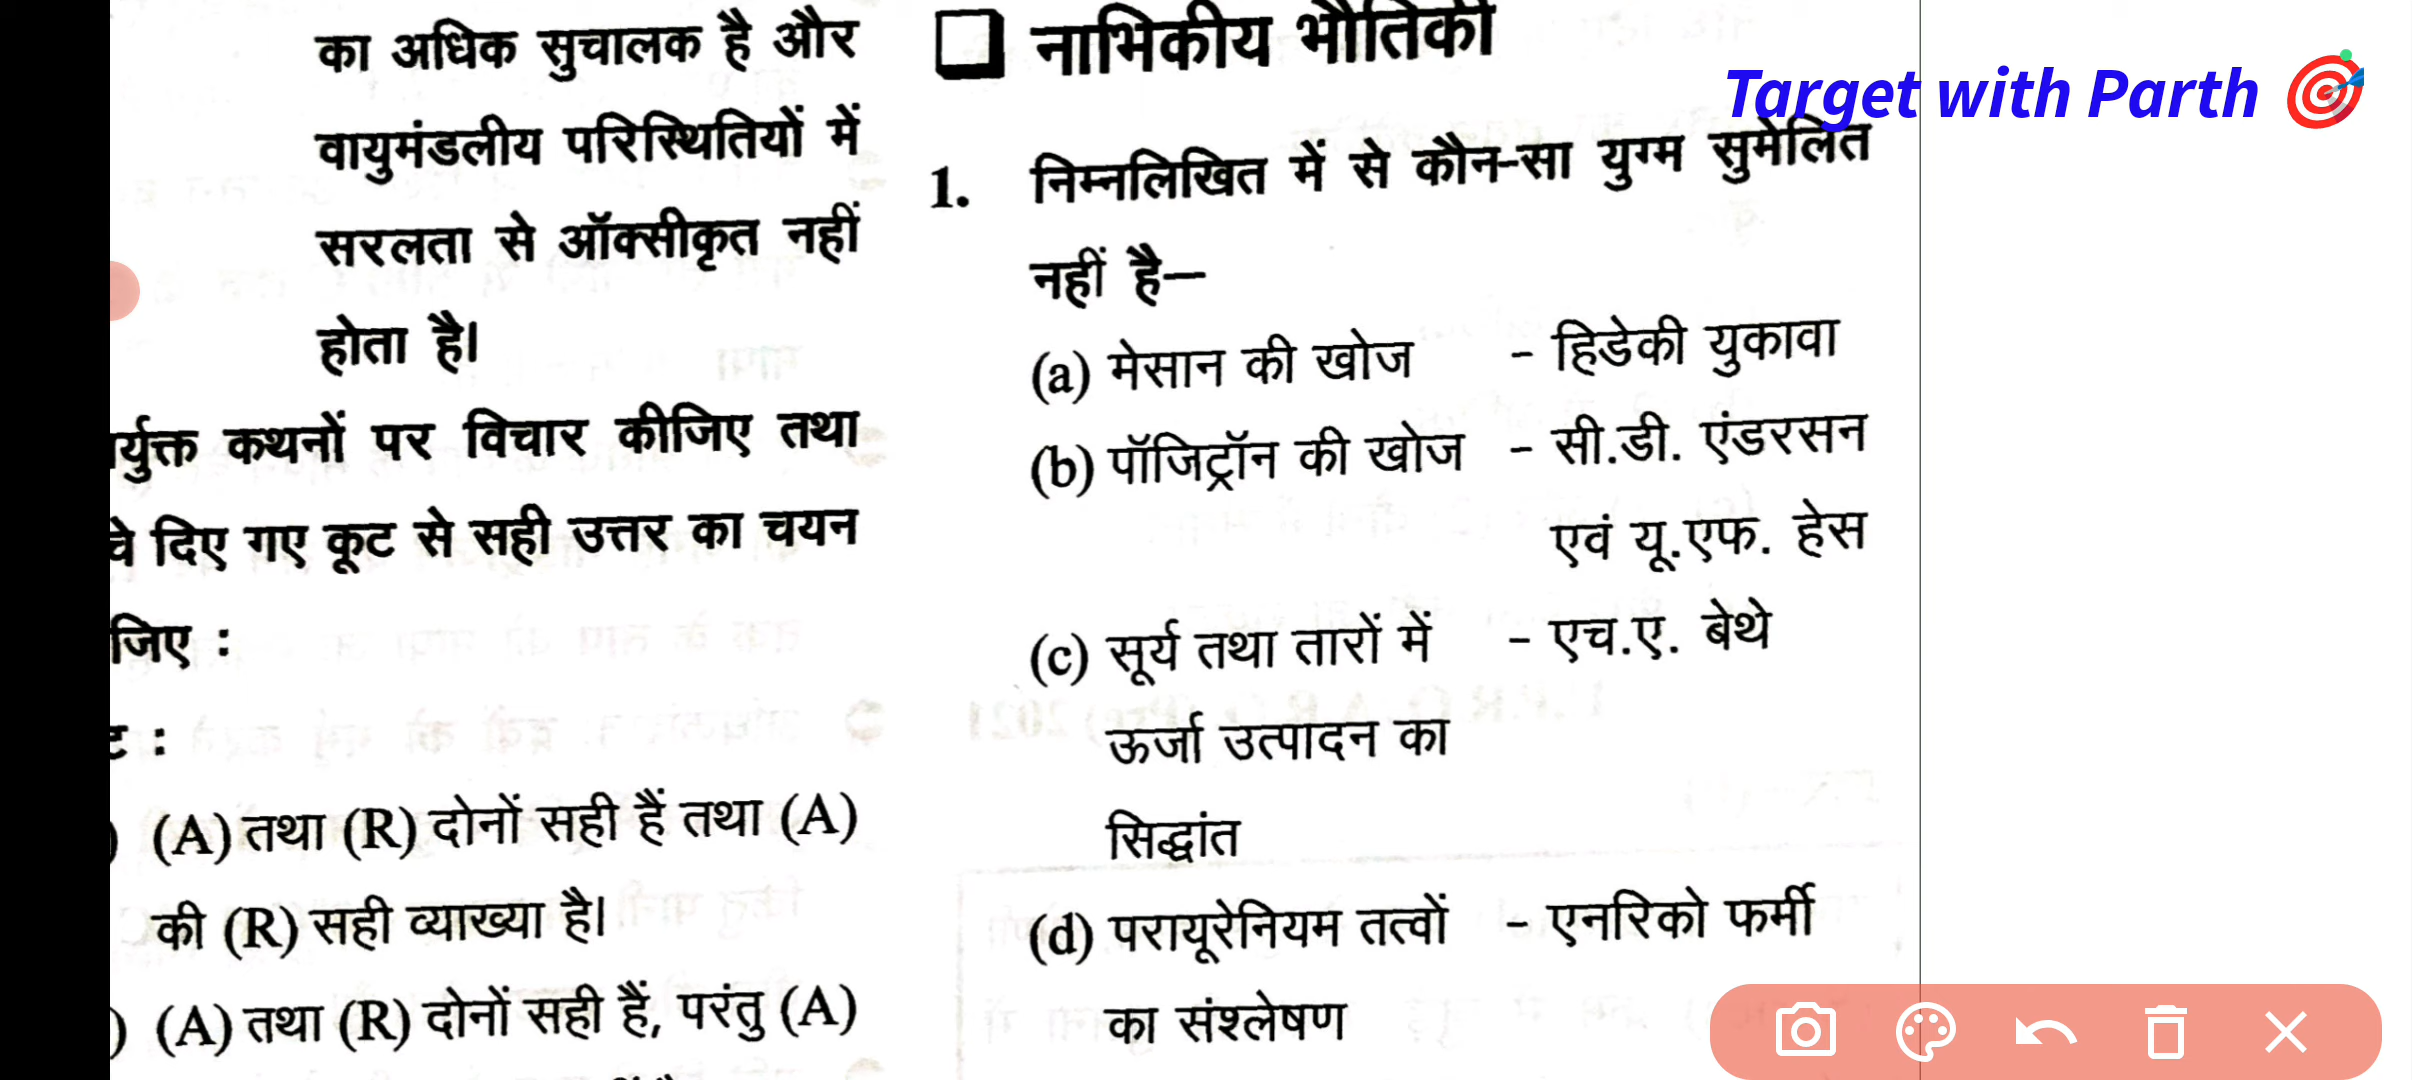 का अधिक सुचालक है और
वायुमंडलीय परिस्थितियों में
सरलता से ऑक्सीकृत नहीं
होता है।
र्युक्त कथनों पर विचार कीजिए तथा
चे दिए गए कूट से सही उत्तर का चयन
जिए :
ट :
) (A) तथा (R) दोनों सही हैं तथा (A)
की (R) सही व्याख्या है।
) (A) तथा (R) दोनों सही हैं, परंतु (A)
नाभिकीय भौतिकी
Target with Parth 🎯
1. निम्नलिखित में से कौन-सा युग्म सुमेलित
नहीं है—
(a) मेसान की खोज - हिडेकी युकावा
(b) पॉजिट्रॉन की खोज - सी.डी. एंडरसन
एवं यू.एफ. हेस
(c) सूर्य तथा तारों में - एच.ए. बेथे
ऊर्जा उत्पादन का
सिद्धांत
(d) परायूरेनियम तत्वों - एनरिको फर्मी
का संश्लेषण